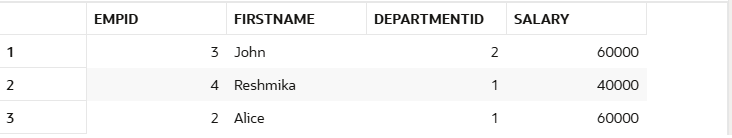 EMPID FIRSTNAME DEPARTMENTID SALARY
1 3 John 2 60000
2 4 Reshmika 1 40000
3 2 Alice 1 60000